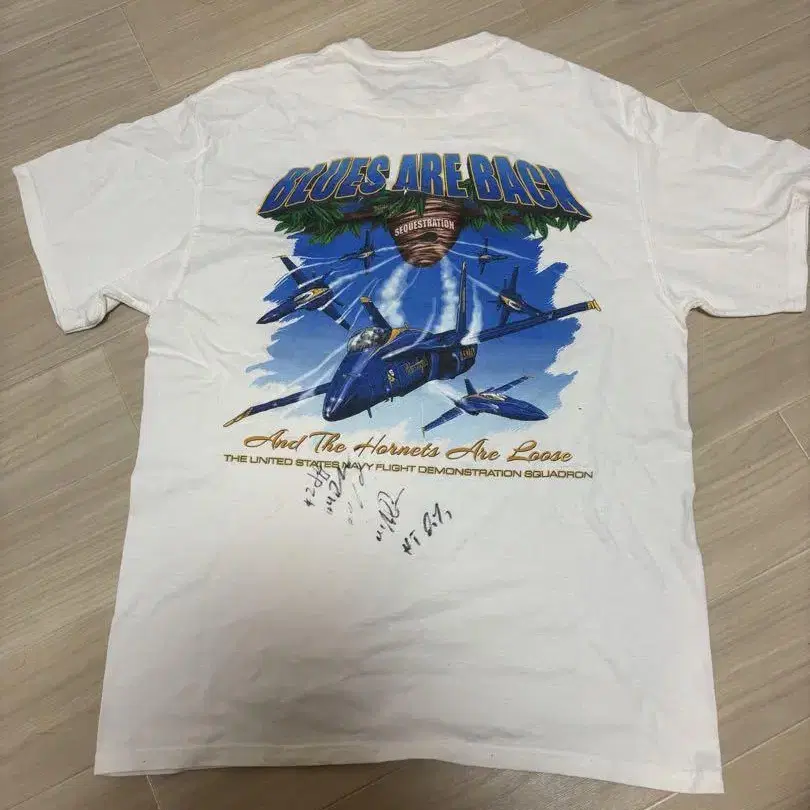 BLUES ARE BACK
SEQUESTRATION
And The Hornets Are Loose
THE UNITED STATES NAVY FLIGHT DEMONSTRATION SQUADRON